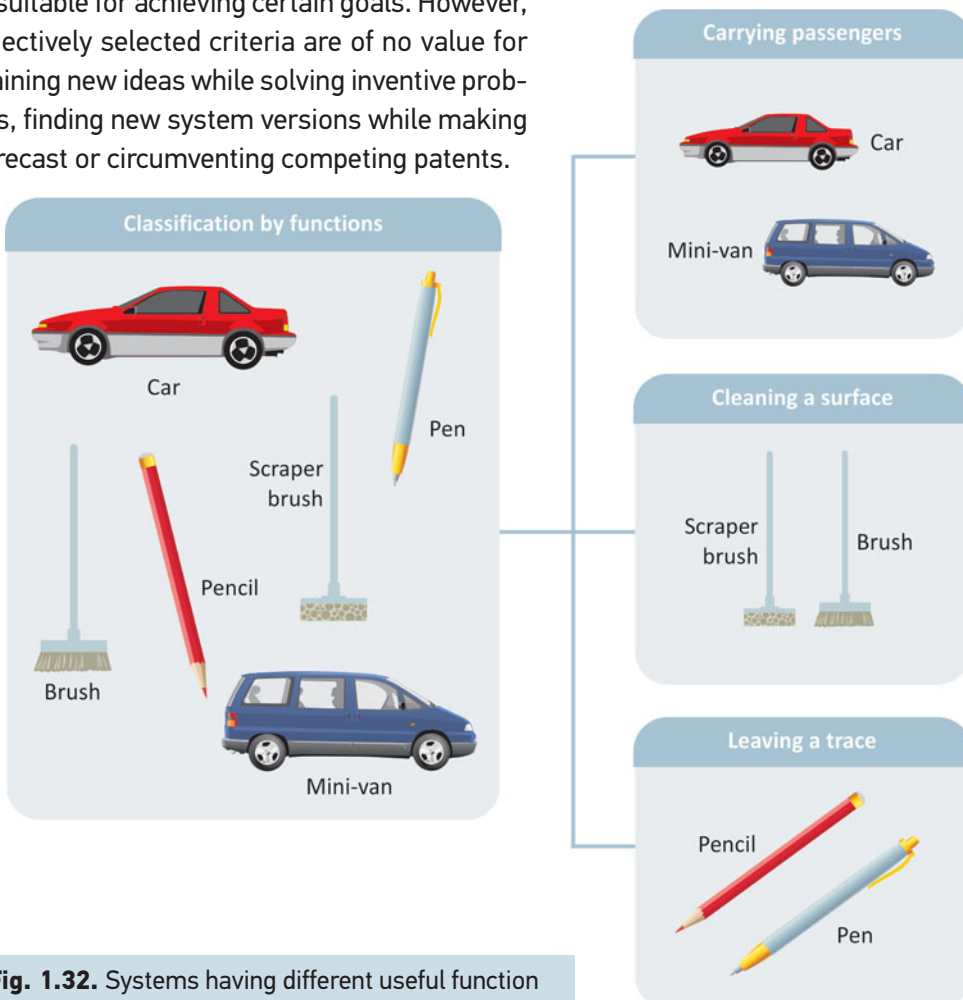 suitable for achieving certain goals. However,
ectively selected criteria are of no value for
ining new ideas while solving inventive prob-
s, finding new system versions while making
recast or circumventing competing patents.
Classification by functions
Car
Pen
Scraper
brush
Pencil
Brush
Mini-van
Carrying passengers
Car
Mini-van
Cleaning a surface
Scraper
brush
Brush
Leaving a trace
Pencil
Pen
Fig. 1.32. Systems having different useful function